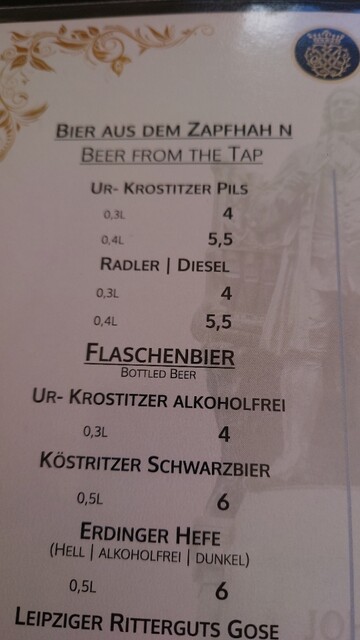 BIER AUS DEM ZAPFHAH N
BEER FROM THE TAP
UR- KROSTITZER PILS
0,3L 4
0,4L 5,5
RADLER | DIESEL
0,3L 4
0,4L 5,5
FLASCHENBIER
BOTTLED BEER
UR- KROSTITZER ALKOHOLFREI
0,3L 4
KÖSTRITZER SCHWARZBIER
0,5L 6
ERDINGER HEFE
(HELL | ALKOHOLFREI | DUNKEL)
0,5L 6
LEIPZIGER RITTERGUTS GOSE